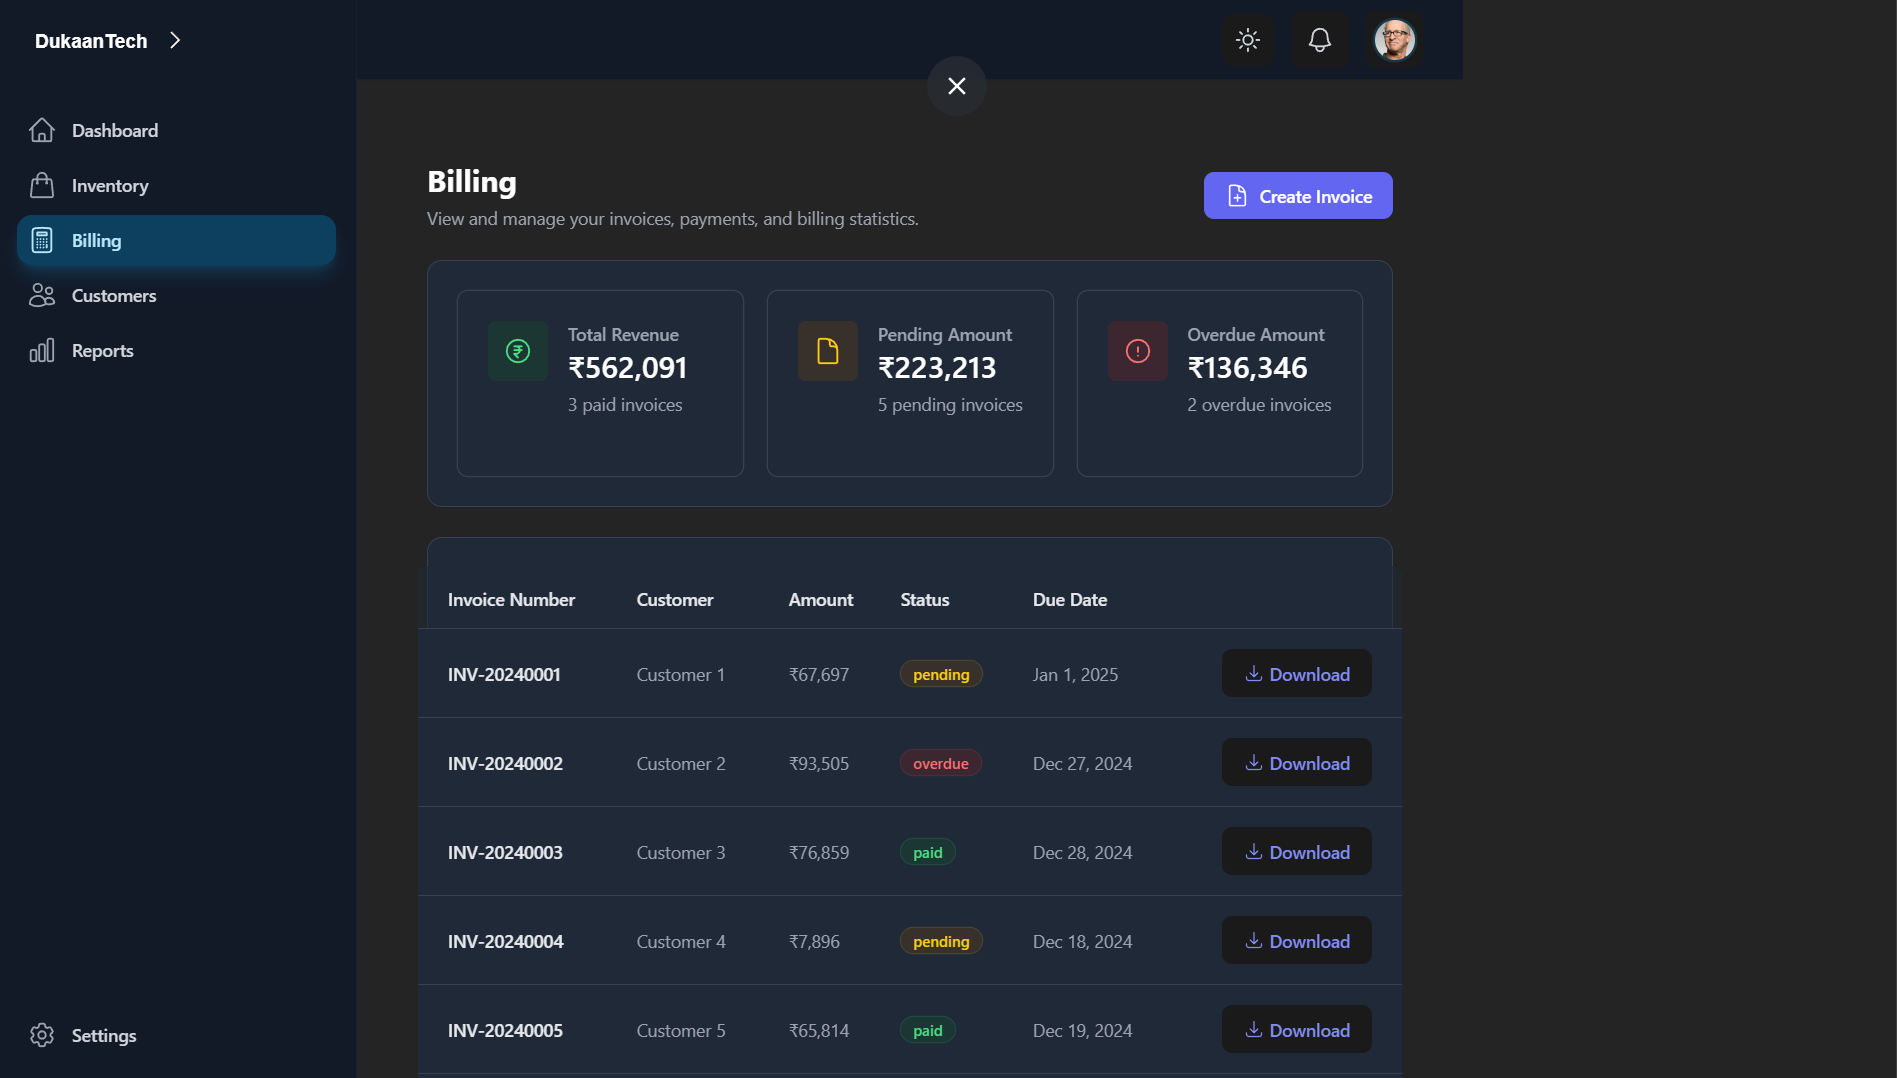 DukaanTech
Dashboard
Inventory
Billing
Customers
Reports
Settings
Billing
View and manage your invoices, payments, and billing statistics.
Create Invoice
Total Revenue
₹562,091
3 paid invoices
Pending Amount
₹223,213
5 pending invoices
Overdue Amount
₹136,346
2 overdue invoices
Invoice Number Customer Amount Status Due Date
INV-20240001 Customer 1 ₹67,697 pending Jan 1, 2025 Download
INV-20240002 Customer 2 ₹93,505 overdue Dec 27, 2024 Download
INV-20240003 Customer 3 ₹76,859 paid Dec 28, 2024 Download
INV-20240004 Customer 4 ₹7,896 pending Dec 18, 2024 Download
INV-20240005 Customer 5 ₹65,814 paid Dec 19, 2024 Download